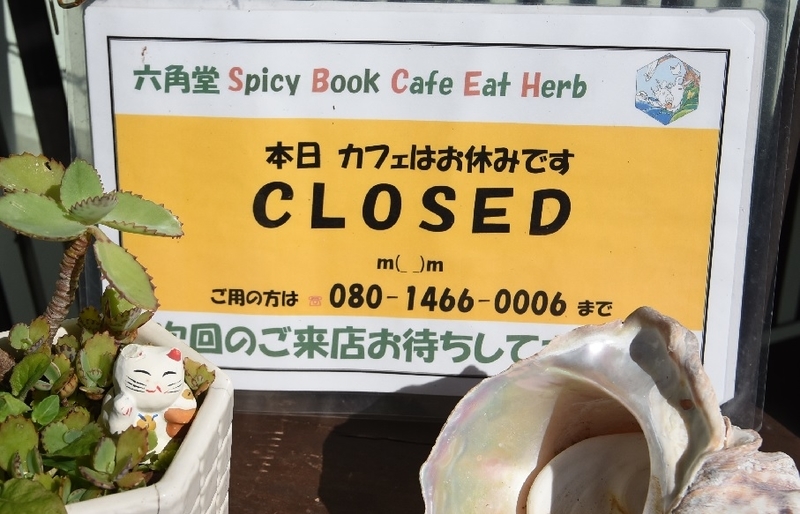 六角堂 Spicy Book Cafe Eat Herb
本日 カフェはお休みです
CLOSED
m(_ _)m
ご用の方は ☏ 080-1466-0006 まで
回のご来店お待ちして